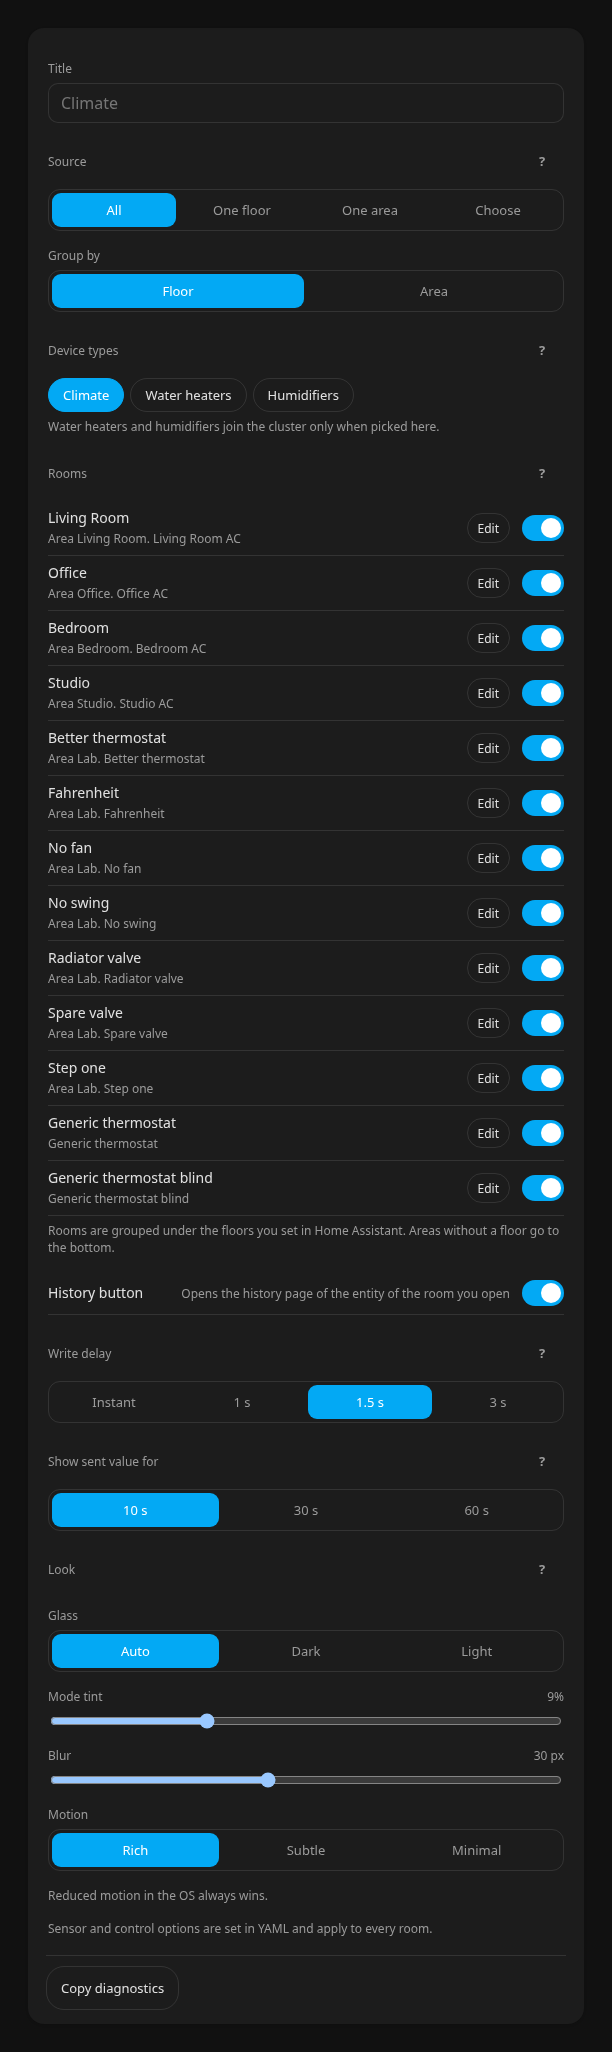 Title
Climate
Source ?
All One floor One area Choose
Group by
Floor Area
Device types ?
Climate Water heaters Humidifiers
Water heaters and humidifiers join the cluster only when picked here.
Rooms ?
Living Room
Area Living Room. Living Room AC
Edit
Office
Area Office. Office AC
Edit
Bedroom
Area Bedroom. Bedroom AC
Edit
Studio
Area Studio. Studio AC
Edit
Better thermostat
Area Lab. Better thermostat
Edit
Fahrenheit
Area Lab. Fahrenheit
Edit
No fan
Area Lab. No fan
Edit
No swing
Area Lab. No swing
Edit
Radiator valve
Area Lab. Radiator valve
Edit
Spare valve
Area Lab. Spare valve
Edit
Step one
Area Lab. Step one
Edit
Generic thermostat
Generic thermostat
Edit
Generic thermostat blind
Generic thermostat blind
Edit
Rooms are grouped under the floors you set in Home Assistant. Areas without a floor go to
the bottom.
History button Opens the history page of the entity of the room you open
Write delay ?
Instant 1 s 1.5 s 3 s
Show sent value for ?
10 s 30 s 60 s
Look ?
Glass
Auto Dark Light
Mode tint 9%
Blur 30 px
Motion
Rich Subtle Minimal
Reduced motion in the OS always wins.
Sensor and control options are set in YAML and apply to every room.
Copy diagnostics